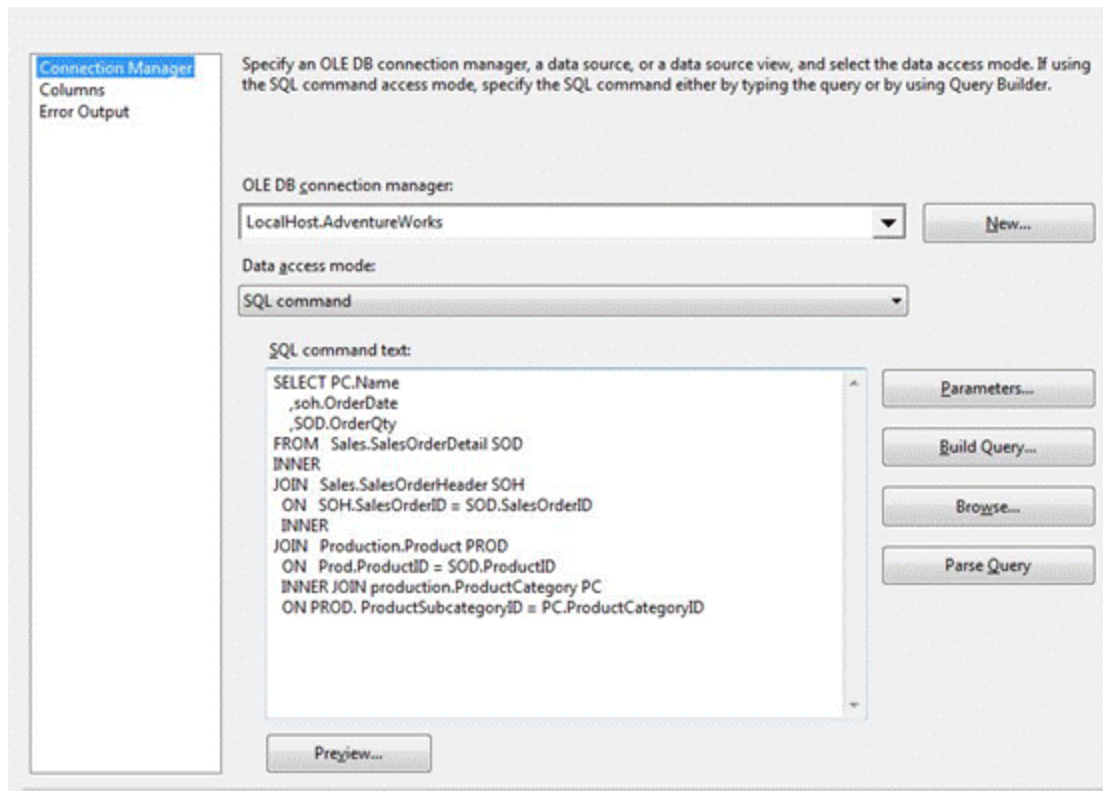 Connection Manager
Columns
Error Output
Specify an OLE DB connection manager, a data source, or a data source view, and select the data access mode. If using
the SQL command access mode, specify the SQL command either by typing the query or by using Query Builder.
OLE DB connection manager:
LocalHost.AdventureWorks
New...
Data access mode:
SQL command
SQL command text:
SELECT PC.Name
,soh.OrderDate
,SOD.OrderQty
FROM Sales.SalesOrderDetail SOD
INNER
JOIN Sales.SalesOrderHeader SOH
ON SOH.SalesOrderID = SOD.SalesOrderID
INNER
JOIN Production.Product PROD
ON Prod.ProductID = SOD.ProductID
INNER JOIN production.ProductCategory PC
ON PROD. ProductSubcategoryID = PC.ProductCategoryID
Parameters...
Build Query...
Browse...
Parse Query
Preview...